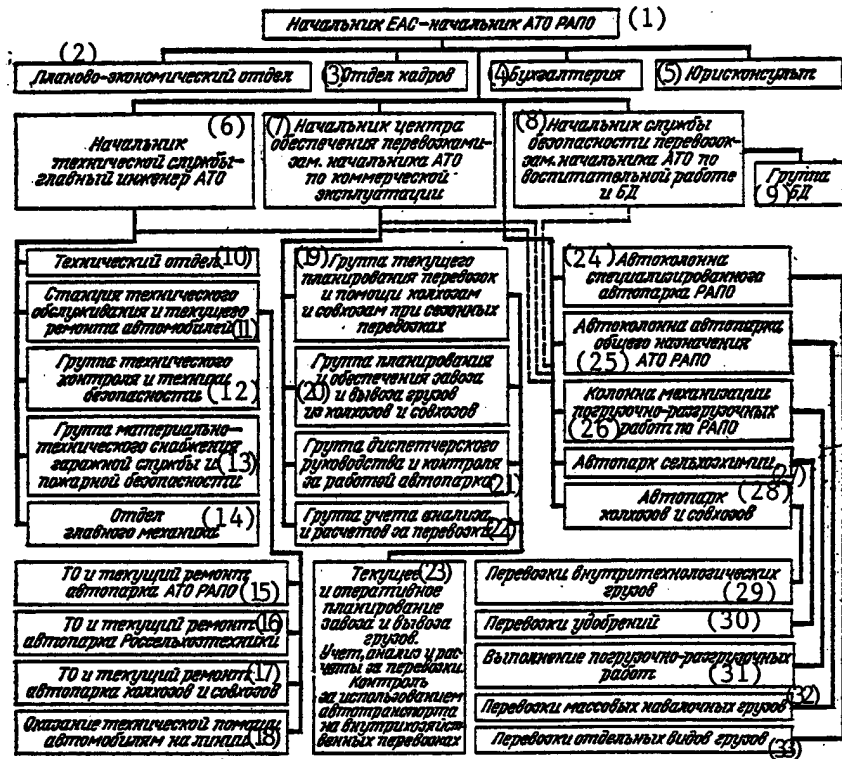 Начальник ЕАС-начальник АТО РАПО (1)
(2)
Планово-экономический отдел
(3) Отдел кадров
(4) Бухгалтерия
(5) Юрисконсульт
(6)
Начальник
технической службы-
главный инженер АТО
(7) Начальник центра
обеспечения перевозками-
зам. начальника АТО
по коммерческой
эксплуатации
(8) Начальник службы
безопасности перевозок-
зам. начальника АТО по
воспитательной работе
и БД
Группа
(9) БД
Технический отдел (10)
Станция технического
обслуживания и текущего
ремонта автомобилей (11)
Группа технического
контроля и техники
безопасности (12)
Группа материально-
технического снабжения
гаражной службы и (13)
пожарной безопасности
Отдел (14)
главного механика
ТО и текущий ремонт
автопарка АТО РАПО (15)
ТО и текущий ремонт (16)
автопарка Россельхозтехники
ТО и текущий ремонт (17)
автопарка колхозов и совхозов
Оказание технической помощи
автомобилям на линии (18)
(19) Группа текущего
планирования перевозок
и помощи колхозам
и совхозам при сезонных
перевозках
Группа планирования
и обеспечения завоза
(20) и вывоза грузов
из колхозов и совхозов
Группа диспетчерского
руководства и контроля
за работой автопарка (21)
Группа учета анализа
и расчетов за перевозки (22)
Текущее (23)
и оперативное
планирование
завоза и вывоза
грузов.
Учет, анализ и рас-
четы за перевозки.
Контроль
за использованием
автотранспорта
на внутрихозяйст-
венных перевозках
(24) Автоколонна
специализированного
автопарка РАПО
Автоколонна автопарка
общего назначения
(25) АТО РАПО
Колонна механизации
погрузочно-разгрузочных
(26) работ по РАПО
Автопарк сельхозхимии (27)
Автопарк (28)
колхозов и совхозов
Перевозки внутритехнологических
грузов (29)
Перевозки удобрений (30)
Выполнение погрузочно-разгрузочных
работ (31)
(32)
Перевозки массовых навалочных грузов
Перевозки отдельных видов грузов
(33)